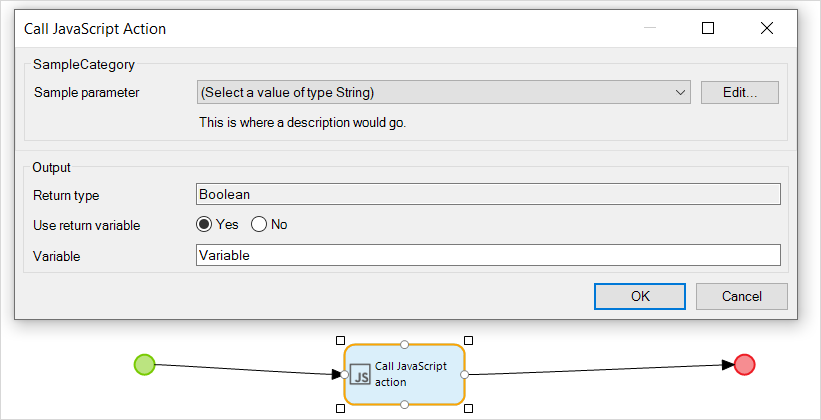 Call JavaScript Action
SampleCategory
Sample parameter
(Select a value of type String)
Edit...
This is where a description would go.
Output
Return type
Boolean
Use return variable
Yes
No
Variable
Variable
OK
Cancel
JS
Call JavaScript
action